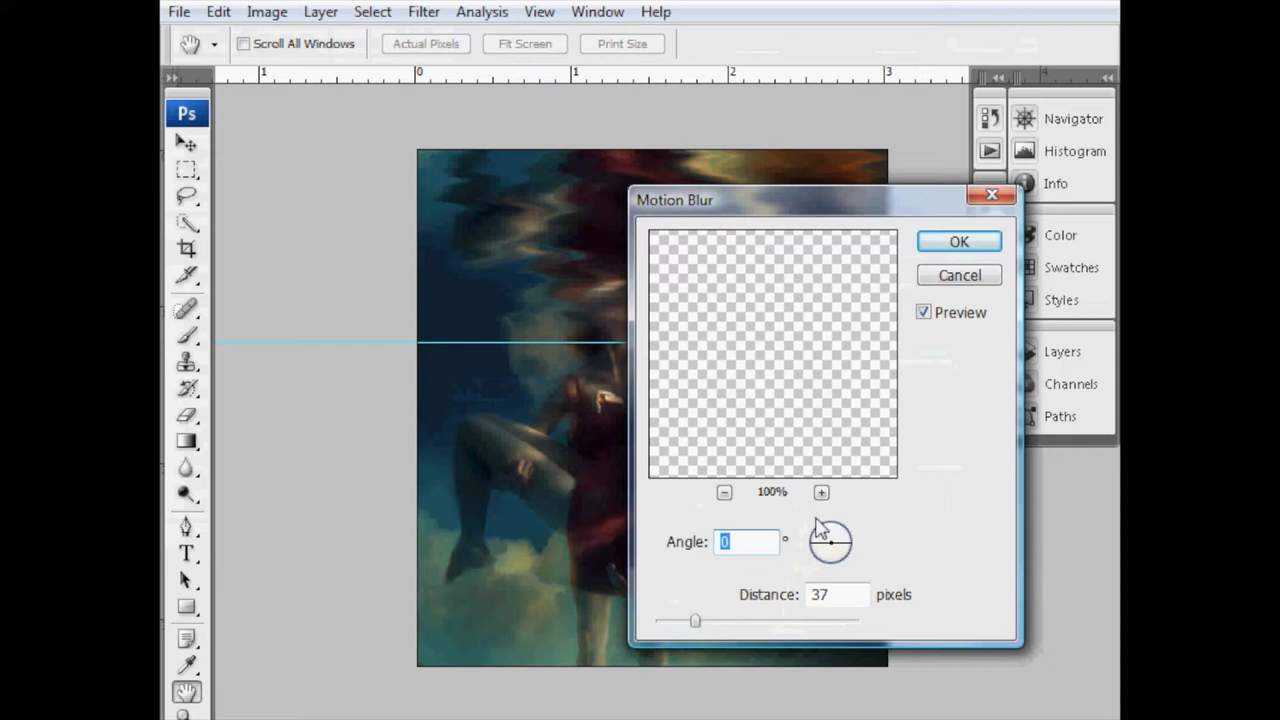 File Edit Image Layer Select Filter Analysis View Window Help
Scroll All Windows Actual Pixels Fit Screen Print Size
1 0 1 2 3 4
Ps
Navigator
Histogram
Info
Color
Swatches
Styles
Layers
Channels
Paths
Motion Blur
OK
Cancel
Preview
100%
Angle: 0 °
Distance: 37 pixels
T